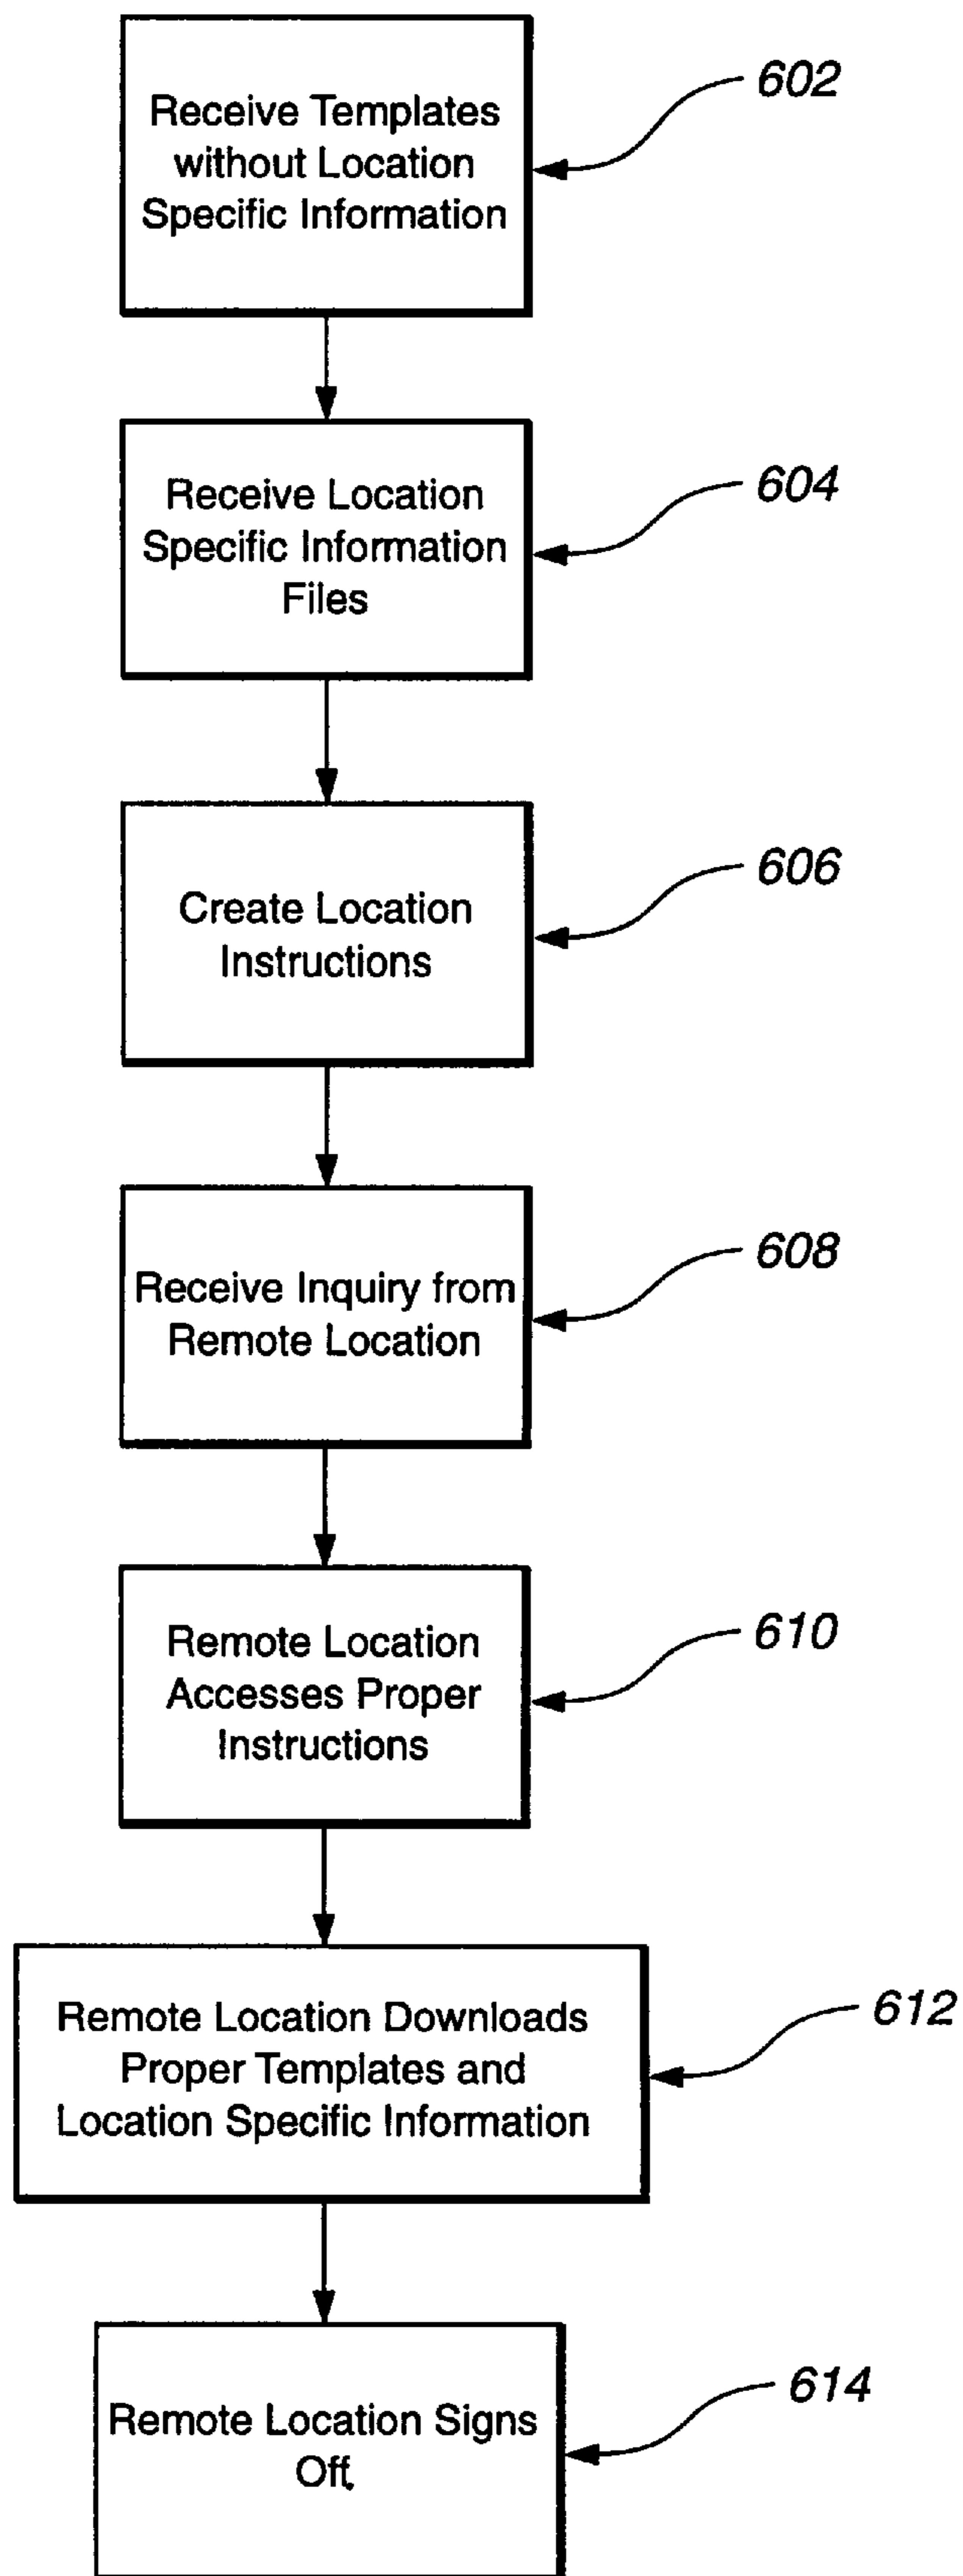 Receive Templates
without Location
Specific Information
602
Receive Location
Specific Information
Files
604
Create Location
Instructions
606
Receive Inquiry from
Remote Location
608
Remote Location
Accesses Proper
Instructions
610
Remote Location Downloads
Proper Templates and
Location Specific Information
612
Remote Location Signs
Off.
614